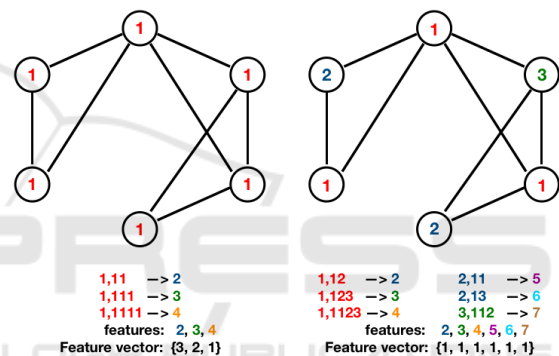 1
1
1
1
1
1
1
2
3
1
1
2
1,11 —> 2
1,111 —> 3
1,1111 —> 4
features: 2, 3, 4
Feature vector: {3, 2, 1}
1,12 —> 2
1,123 —> 3
1,1123 —> 4
2,11 —> 5
2,13 —> 6
3,112 —> 7
features: 2, 3, 4, 5, 6, 7
Feature vector: {1, 1, 1, 1, 1, 1}